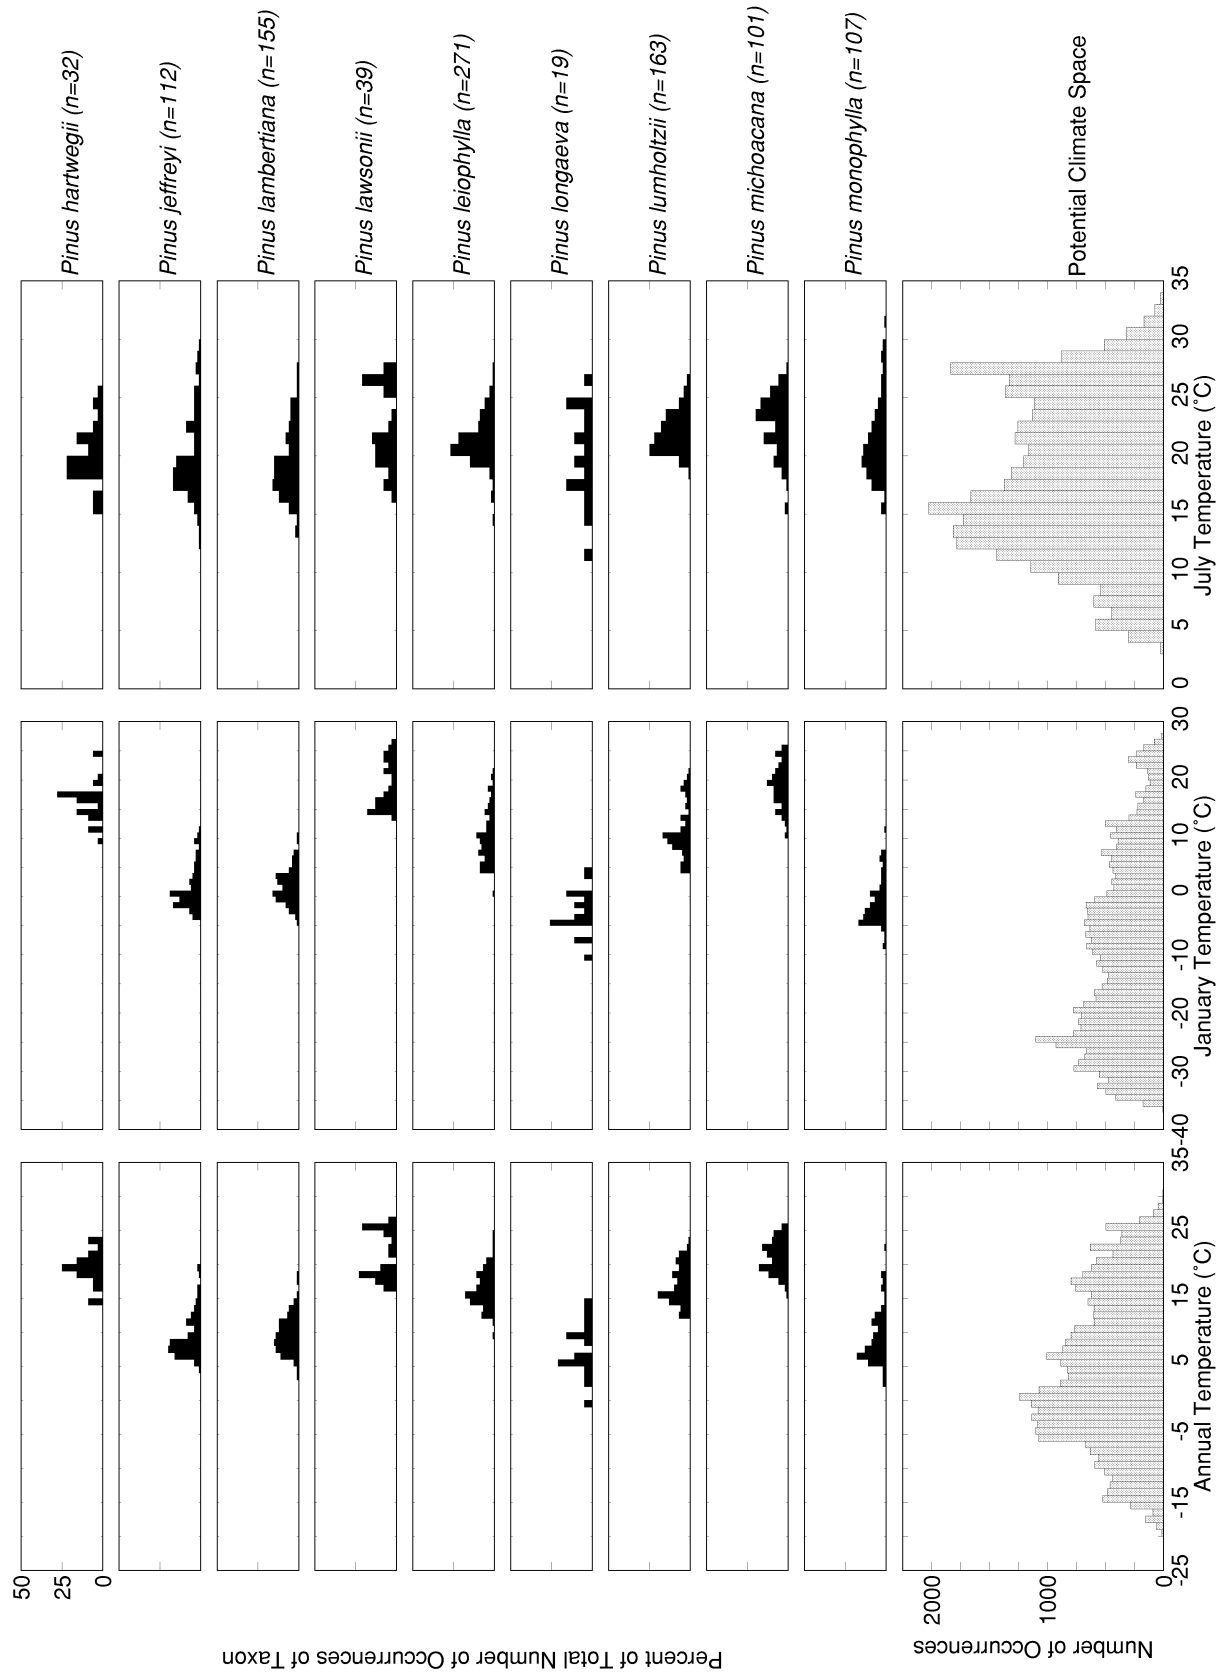 Pinus hartwegii (n=32)
Pinus jeffreyi (n=112)
Pinus lambertiana (n=155)
Pinus lawsonii (n=39)
Pinus leiophylla (n=271)
Pinus longaeva (n=19)
Pinus lumholtzii (n=163)
Pinus michoacana (n=101)
Pinus monophylla (n=107)
Potential Climate Space
50
25
0
Percent of Total Number of Occurrences of Taxon
2000
1000
0
Number of Occurrences
-25 -15 -5 5 15 25 35
Annual Temperature (°C)
-40 -30 -20 -10 0 10 20 30
January Temperature (°C)
0 5 10 15 20 25 30 35
July Temperature (°C)